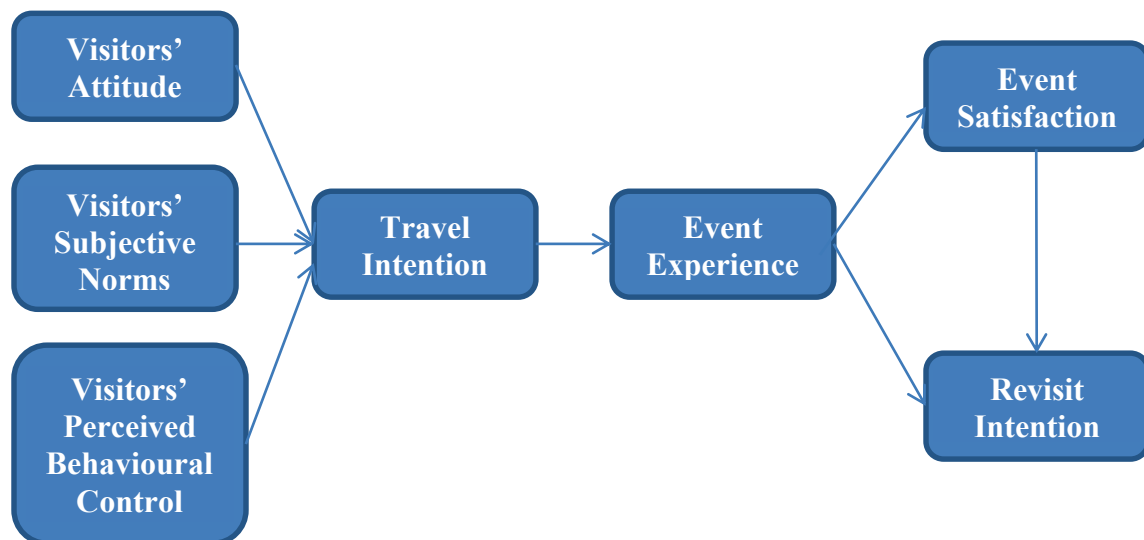 Visitors’
Attitude
Visitors’
Subjective
Norms
Visitors’
Perceived
Behavioural
Control
Travel
Intention
Event
Experience
Event
Satisfaction
Revisit
Intention